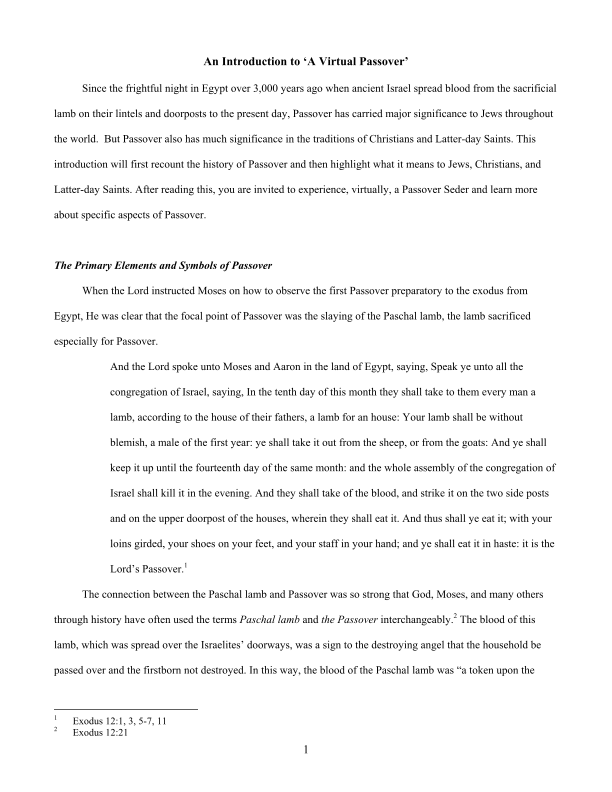 An Introduction to ‘A Virtual Passover’
Since the frightful night in Egypt over 3,000 years ago when ancient Israel spread blood from the sacrificial
lamb on their lintels and doorposts to the present day, Passover has carried major significance to Jews throughout
the world.  But Passover also has much significance in the traditions of Christians and Latter-day Saints. This
introduction will first recount the history of Passover and then highlight what it means to Jews, Christians, and
Latter-day Saints. After reading this, you are invited to experience, virtually, a Passover Seder and learn more
about specific aspects of Passover.
The Primary Elements and Symbols of Passover
When the Lord instructed Moses on how to observe the first Passover preparatory to the exodus from
Egypt, He was clear that the focal point of Passover was the slaying of the Paschal lamb, the lamb sacrificed
especially for Passover.
And the Lord spoke unto Moses and Aaron in the land of Egypt, saying, Speak ye unto all the
congregation of Israel, saying, In the tenth day of this month they shall take to them every man a
lamb, according to the house of their fathers, a lamb for an house: Your lamb shall be without
blemish, a male of the first year: ye shall take it out from the sheep, or from the goats: And ye shall
keep it up until the fourteenth day of the same month: and the whole assembly of the congregation of
Israel shall kill it in the evening. And they shall take of the blood, and strike it on the two side posts
and on the upper doorpost of the houses, wherein they shall eat it. And thus shall ye eat it; with your
loins girded, your shoes on your feet, and your staff in your hand; and ye shall eat it in haste: it is the
Lord’s Passover.1
The connection between the Paschal lamb and Passover was so strong that God, Moses, and many others
through history have often used the terms Paschal lamb and the Passover interchangeably.2 The blood of this
lamb, which was spread over the Israelites’ doorways, was a sign to the destroying angel that the household be
passed over and the firstborn not destroyed. In this way, the blood of the Paschal lamb was “a token upon the
1 Exodus 12:1, 3, 5-7, 11
2 Exodus 12:21
1